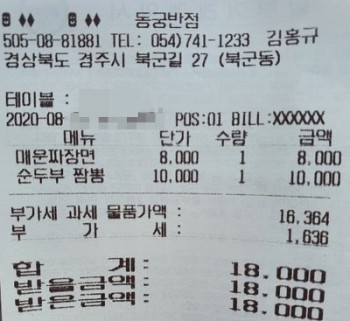 동궁반점
505-08-81881 TEL: 054)741-1233 김홍규
경상북도 경주시 북군길 27 (북군동)
테이블 :
2020-08 POS:01 BILL:XXXXXX
메뉴 단가 수량 금액
매운짜장면 8,000 1 8,000
순두부 짬뽕 10,000 1 10,000
부가세 과세 물품가액 : 16,364
부 가 세 : 1,636
합 계 : 18.000
받을금액 : 18.000
받은금액 : 18.000